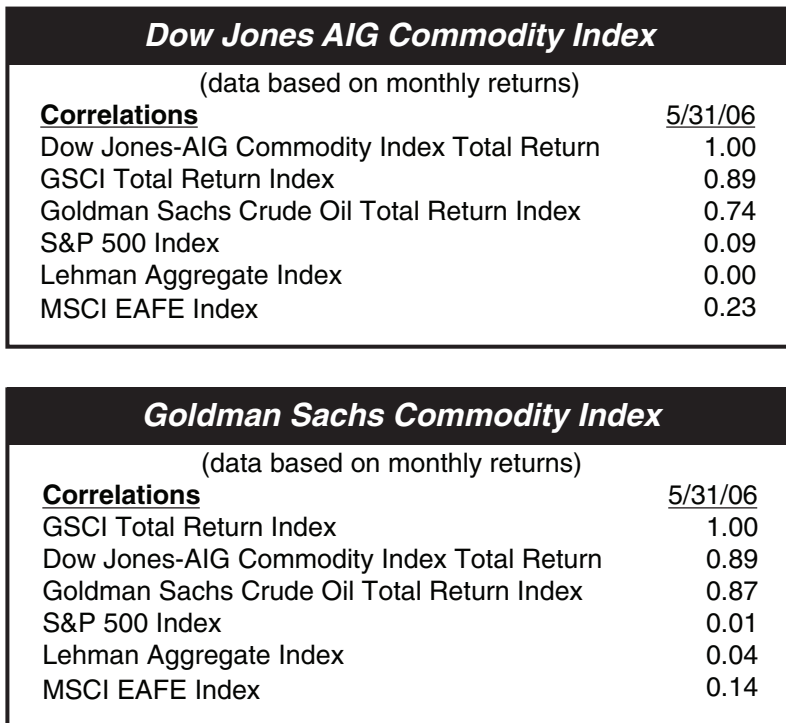 Dow Jones AIG Commodity Index
(data based on monthly returns)
Correlations 5/31/06
Dow Jones-AIG Commodity Index Total Return 1.00
GSCI Total Return Index 0.89
Goldman Sachs Crude Oil Total Return Index 0.74
S&P 500 Index 0.09
Lehman Aggregate Index 0.00
MSCI EAFE Index 0.23
Goldman Sachs Commodity Index
(data based on monthly returns)
Correlations 5/31/06
GSCI Total Return Index 1.00
Dow Jones-AIG Commodity Index Total Return 0.89
Goldman Sachs Crude Oil Total Return Index 0.87
S&P 500 Index 0.01
Lehman Aggregate Index 0.04
MSCI EAFE Index 0.14